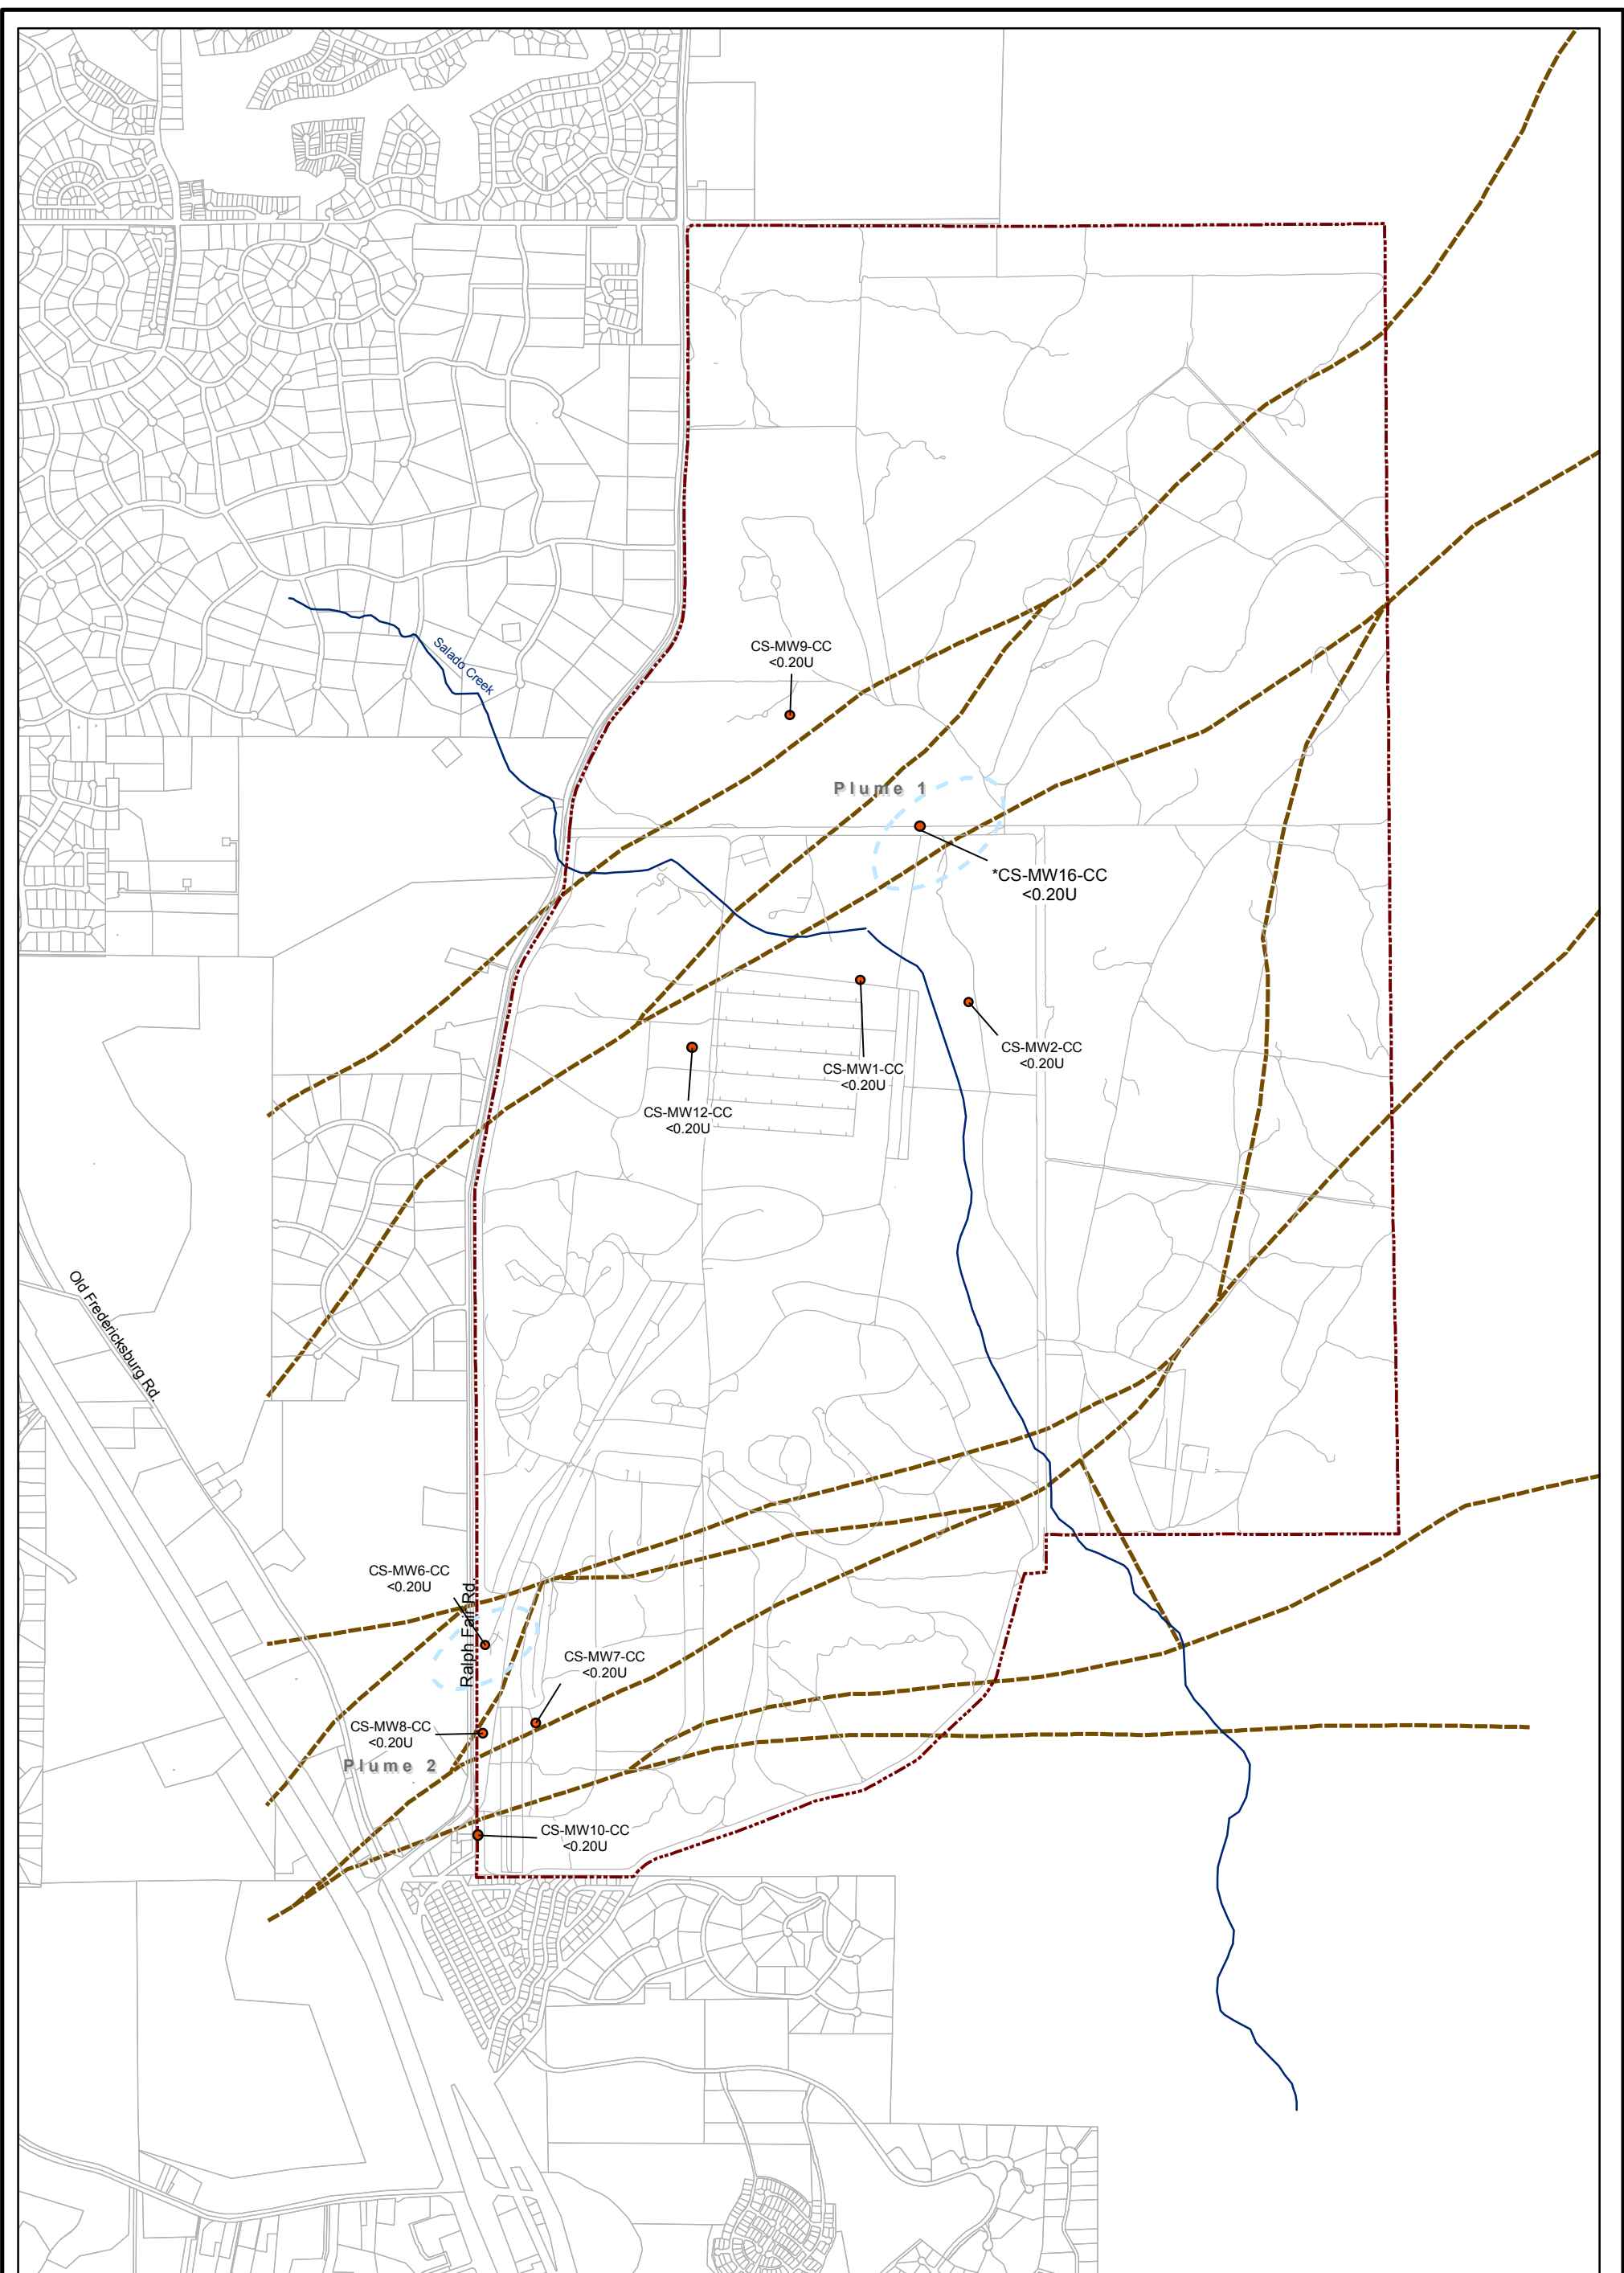 CS-MW9-CC
<0.20U
Salado Creek
Plume 1
*CS-MW16-CC
<0.20U
CS-MW2-CC
<0.20U
CS-MW1-CC
<0.20U
CS-MW12-CC
<0.20U
Old Fredericksburg Rd.
CS-MW6-CC
<0.20U
Ralph Fair Rd.
CS-MW7-CC
<0.20U
CS-MW8-CC
<0.20U
Plume 2
CS-MW10-CC
<0.20U